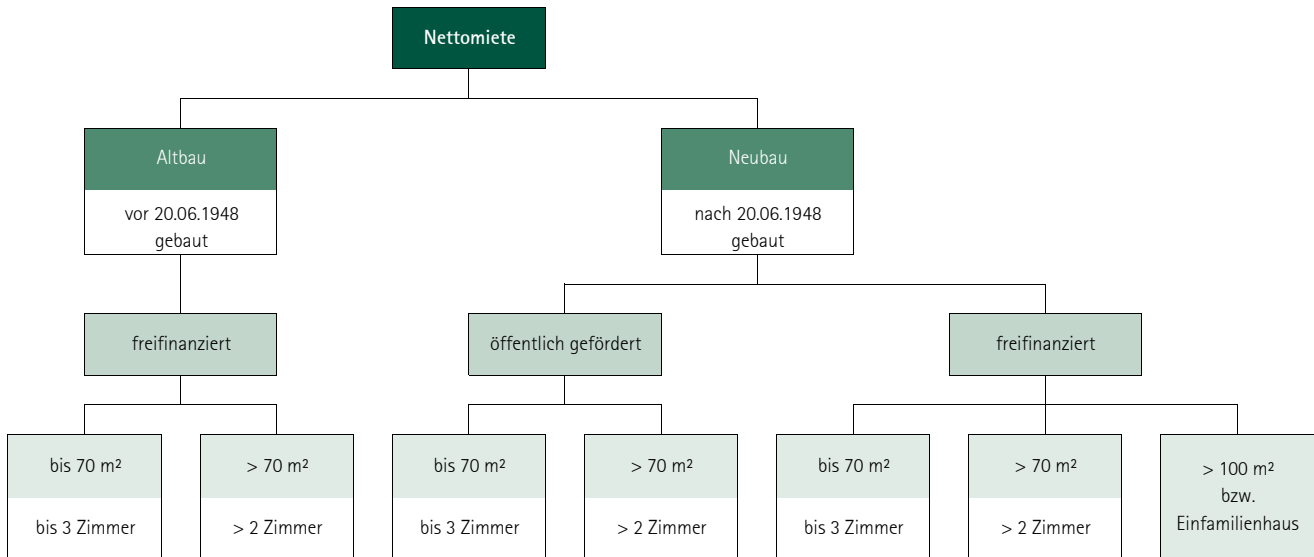 Nettomiete
Altbau
vor 20.06.1948
gebaut
Neubau
nach 20.06.1948
gebaut
freifinanziert
öffentlich gefördert
freifinanziert
bis 70 m²
bis 3 Zimmer
> 70 m²
> 2 Zimmer
bis 70 m²
bis 3 Zimmer
> 70 m²
> 2 Zimmer
bis 70 m²
bis 3 Zimmer
> 70 m²
> 2 Zimmer
> 100 m²
bzw.
Einfamilienhaus